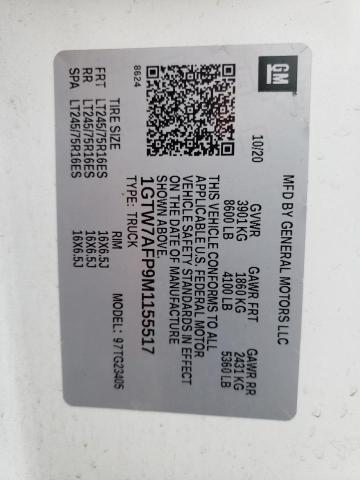 GM
MFD BY GENERAL MOTORS LLC
10/20 GVWR GAWR FRT GAWR RR
3901 KG 1860 KG 2431 KG
8600 LB 4100 LB 5360 LB
THIS VEHICLE CONFORMS TO ALL
APPLICABLE U.S. FEDERAL MOTOR
VEHICLE SAFETY STANDARDS IN EFFECT
ON THE DATE OF MANUFACTURE
SHOWN ABOVE.
1GTW7AFP9M1155517
TYPE: TRUCK
8624
MODEL: 97TG23405
TIRE SIZE RIM
FRT LT245/75R16ES 16X6.5J
RR LT245/75R16ES 16X6.5J
SPA LT245/75R16ES 16X6.5J